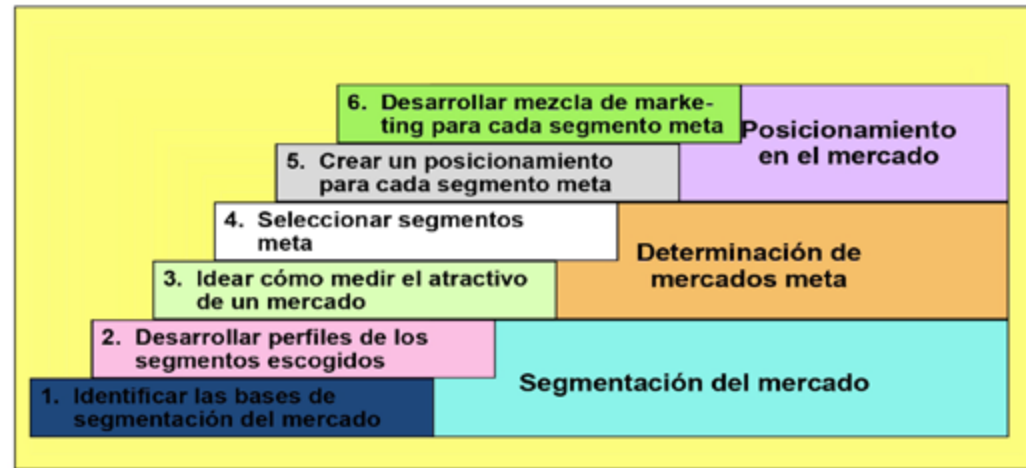 6. Desarrollar mezcla de marke-
ting para cada segmento meta
Posicionamiento
en el mercado
5. Crear un posicionamiento
para cada segmento meta
4. Seleccionar segmentos
meta
Determinación de
mercados meta
3. Idear cómo medir el atractivo
de un mercado
2. Desarrollar perfiles de los
segmentos escogidos
Segmentación del mercado
1. Identificar las bases de
segmentación del mercado